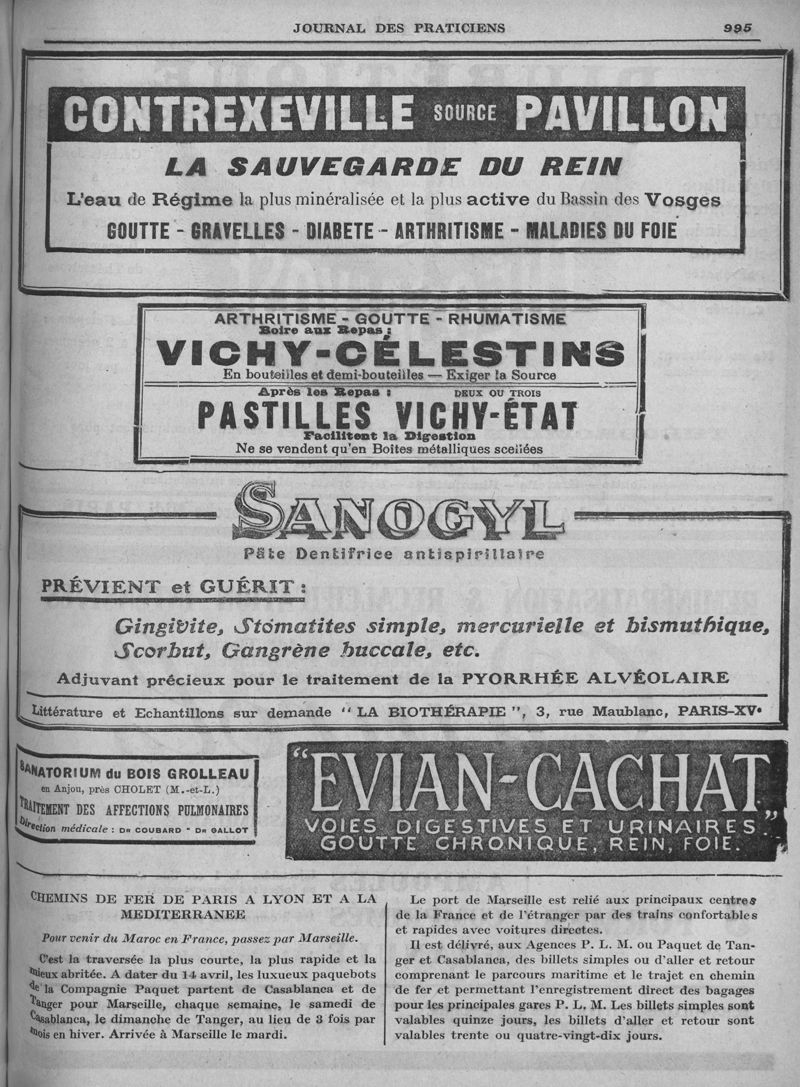 JOURNAL DES PRATICIENS 995
CONTREXEVILLE SOURCE PAVILLON
LA SAUVEGARDE DU REIN
L'eau de Régime la plus minéralisée et la plus active du Bassin des Vosges
GOUTTE - GRAVELLES - DIABETE - ARTHRITISME - MALADIES DU FOIE
ARTHRITISME - GOUTTE - RHUMATISME
Boire aux Repas :
VICHY-CÉLESTINS
En bouteilles et demi-bouteilles — Exiger la Source
Après les Repas : DEUX OU TROIS
PASTILLES VICHY-ÉTAT
Facilitent la Digestion
Ne se vendent qu'en Boîtes métalliques scellées
SANOGYL
Pâte Dentifrice antispirillaire
PRÉVIENT et GUÉRIT :
Gingivite, Stomatites simple, mercurielle et bismuthique,
Scorbut, Gangrène buccale, etc.
Adjuvant précieux pour le traitement de la PYORRHÉE ALVÉOLAIRE
Littérature et Echantillons sur demande "LA BIOTHÉRAPIE", 3, rue Maublanc, PARIS-XVe
SANATORIUM du BOIS GROLLEAU
en Anjou, près CHOLET (M.-et-L.)
TRAITEMENT DES AFFECTIONS PULMONAIRES
Direction médicale : DR COUBARD - DR GALLOT
"EVIAN-CACHAT"
VOIES DIGESTIVES ET URINAIRES
GOUTTE CHRONIQUE, REIN, FOIE.
CHEMINS DE FER DE PARIS A LYON ET A LA
MEDITERRANEE
Pour venir du Maroc en France, passez par Marseille.
C'est la traversée la plus courte, la plus rapide et la
mieux abritée. A dater du 14 avril, les luxueux paquebots
de la Compagnie Paquet partent de Casablanca et de
Tanger pour Marseille, chaque semaine, le samedi de
Casablanca, le dimanche de Tanger, au lieu de 3 fois par
mois en hiver. Arrivée à Marseille le mardi.
Le port de Marseille est relié aux principaux centres
de la France et de l'étranger par des trains confortables
et rapides avec voitures directes.
Il est délivré, aux Agences P. L. M. ou Paquet de Tan-
ger et Casablanca, des billets simples ou d'aller et retour
comprenant le parcours maritime et le trajet en chemin
de fer et permettant l'enregistrement direct des bagages
pour les principales gares P. L. M. Les billets simples sont
valables quinze jours, les billets d'aller et retour sont
valables trente ou quatre-vingt-dix jours.